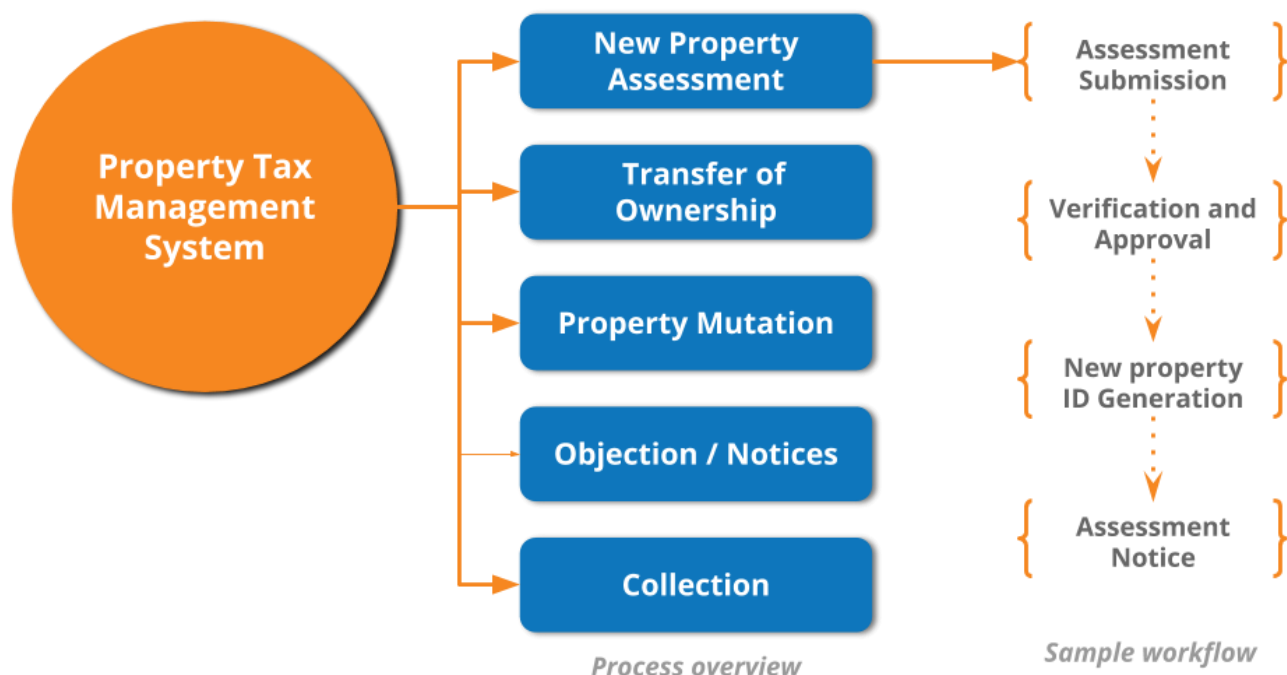 Property Tax
Management
System
New Property
Assessment
Transfer of
Ownership
Property Mutation
Objection / Notices
Collection
Process overview
Assessment
Submission
Verification and
Approval
New property
ID Generation
Assessment
Notice
Sample workflow